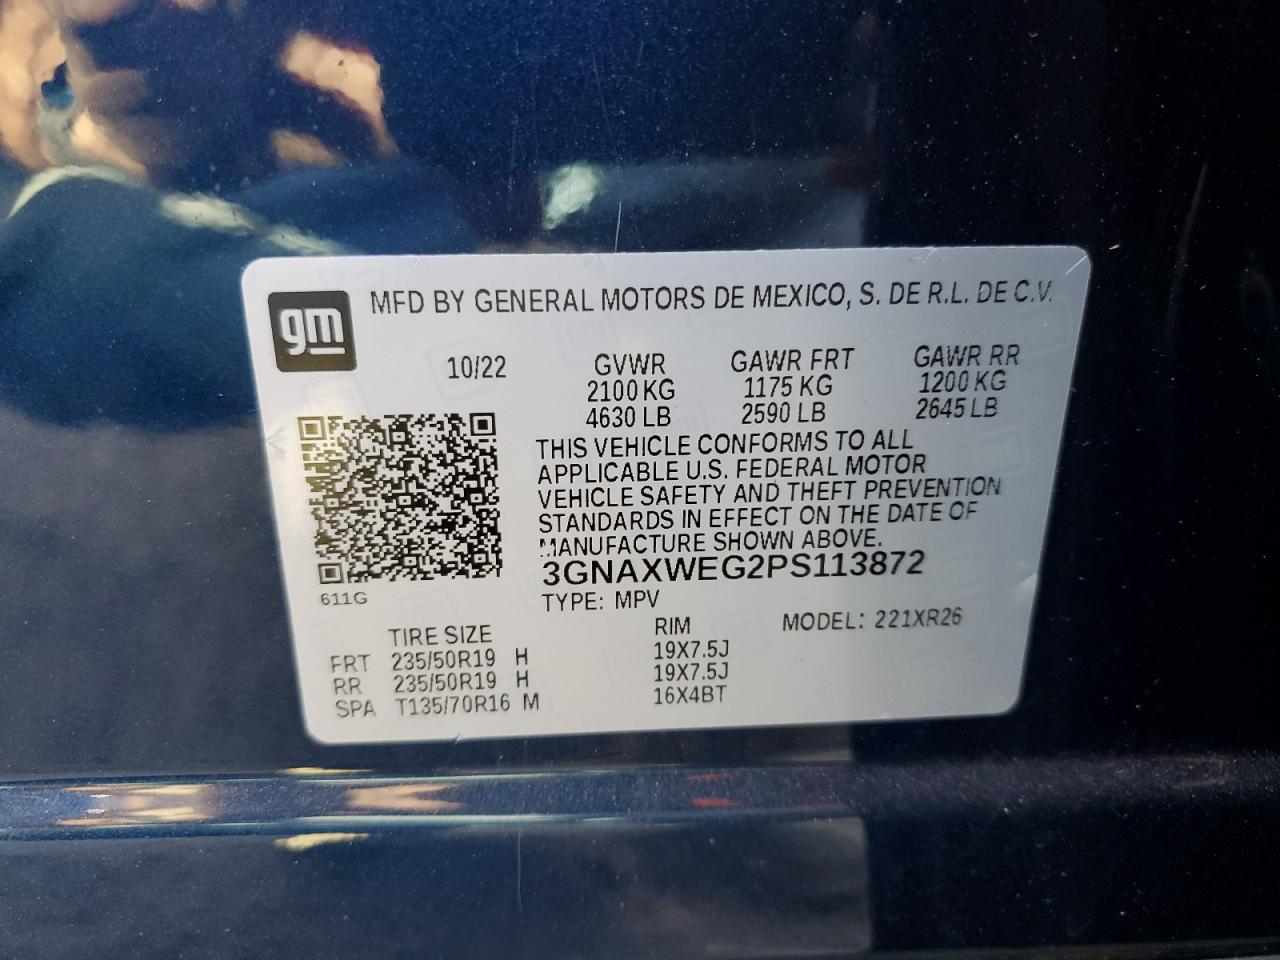 gm
MFD BY GENERAL MOTORS DE MEXICO, S. DE R.L. DE C.V.
10/22 GVWR GAWR FRT GAWR RR
2100 KG 1175 KG 1200 KG
4630 LB 2590 LB 2645 LB
THIS VEHICLE CONFORMS TO ALL
APPLICABLE U.S. FEDERAL MOTOR
VEHICLE SAFETY AND THEFT PREVENTION
STANDARDS IN EFFECT ON THE DATE OF
MANUFACTURE SHOWN ABOVE.
3GNAXWEG2PS113872
611G
TYPE: MPV
TIRE SIZE RIM MODEL: 221XR26
FRT 235/50R19 H 19X7.5J
RR 235/50R19 H 19X7.5J
SPA T135/70R16 M 16X4BT